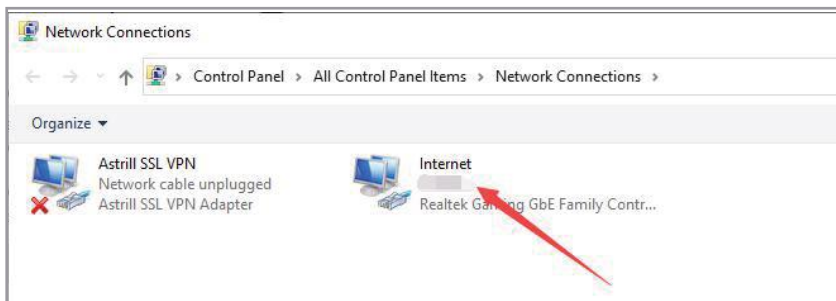 Network Connections
Control Panel > All Control Panel Items > Network Connections >
Organize
Astrill SSL VPN
Network cable unplugged
Astrill SSL VPN Adapter
Internet
Realtek Gaming GbE Family Contr...